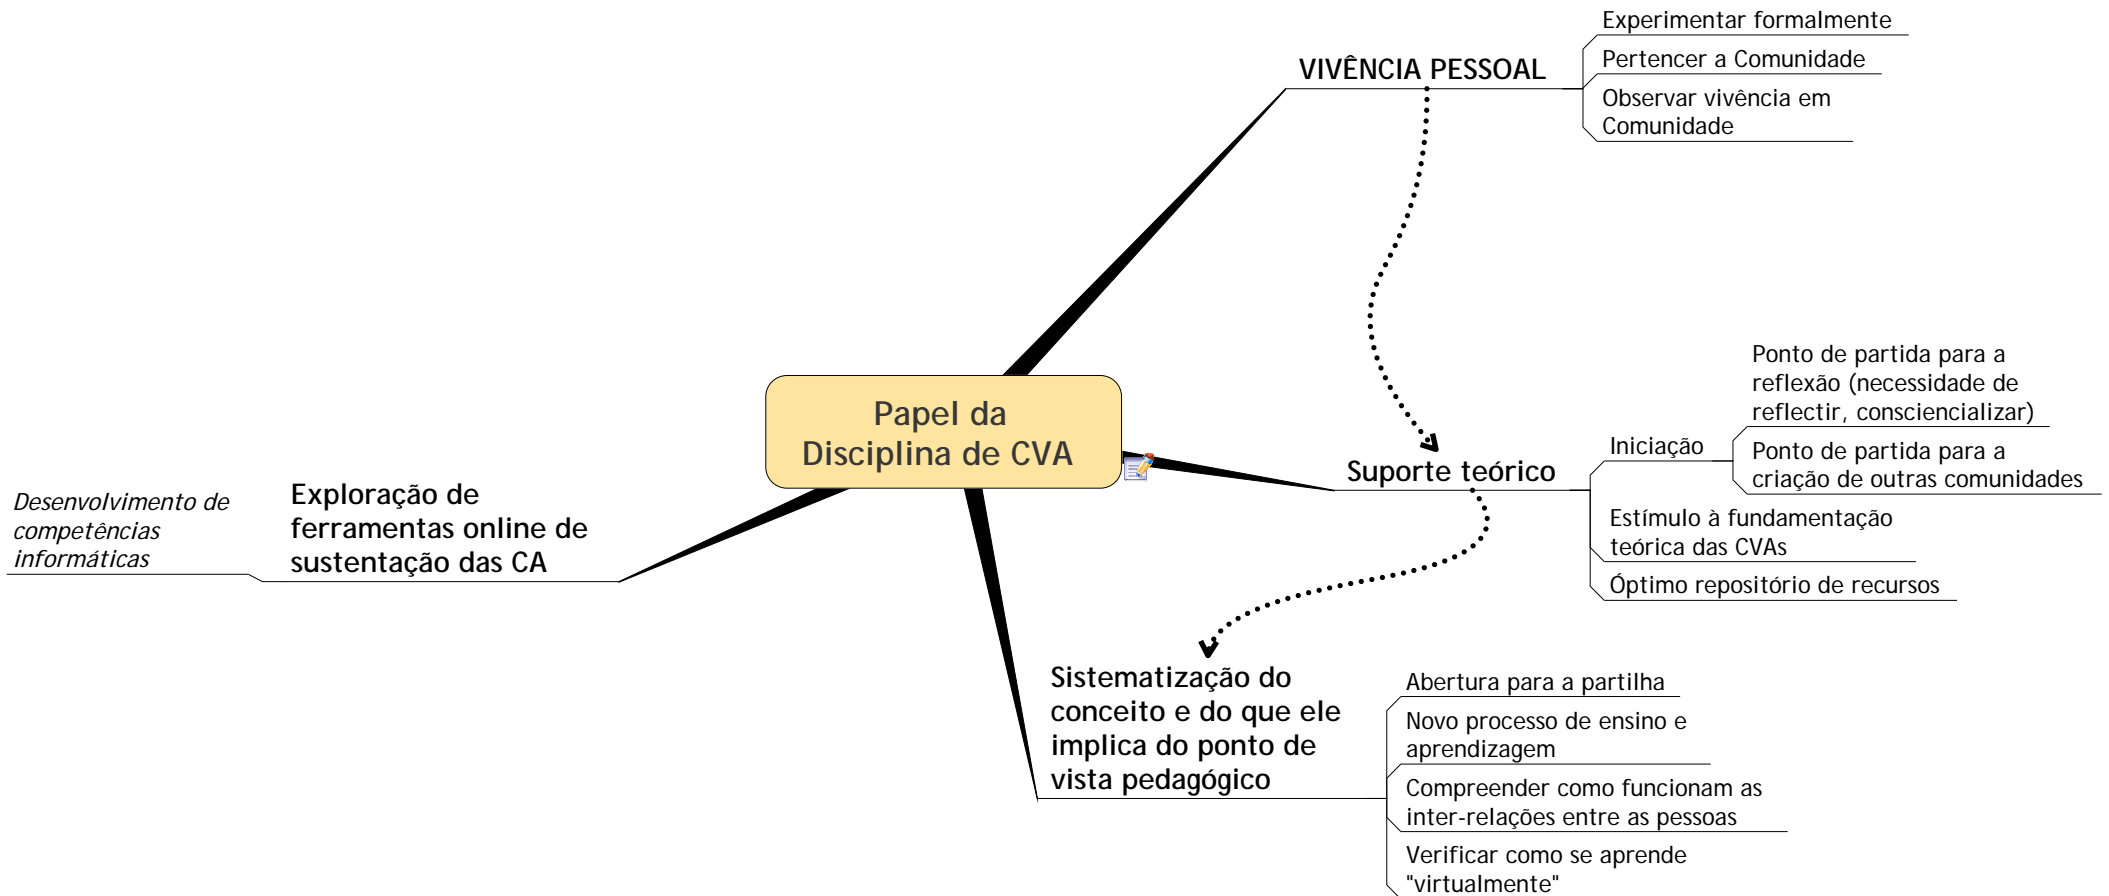 Experimentar formalmente
VIVÊNCIA PESSOAL
Pertencer a Comunidade
Observar vivência em
Comunidade
Papel da
Disciplina de CVA
Ponto de partida para a
reflexão (necessidade de
reflectir, consciencializar)
Iniciação
Ponto de partida para a
criação de outras comunidades
Suporte teórico
Estímulo à fundamentação
teórica das CVAs
Óptimo repositório de recursos
Desenvolvimento de
competências
informáticas
Exploração de
ferramentas online de
sustentação das CA
Sistematização do
conceito e do que ele
implica do ponto de
vista pedagógico
Abertura para a partilha
Novo processo de ensino e
aprendizagem
Compreender como funcionam as
inter-relações entre as pessoas
Verificar como se aprende
"virtualmente"